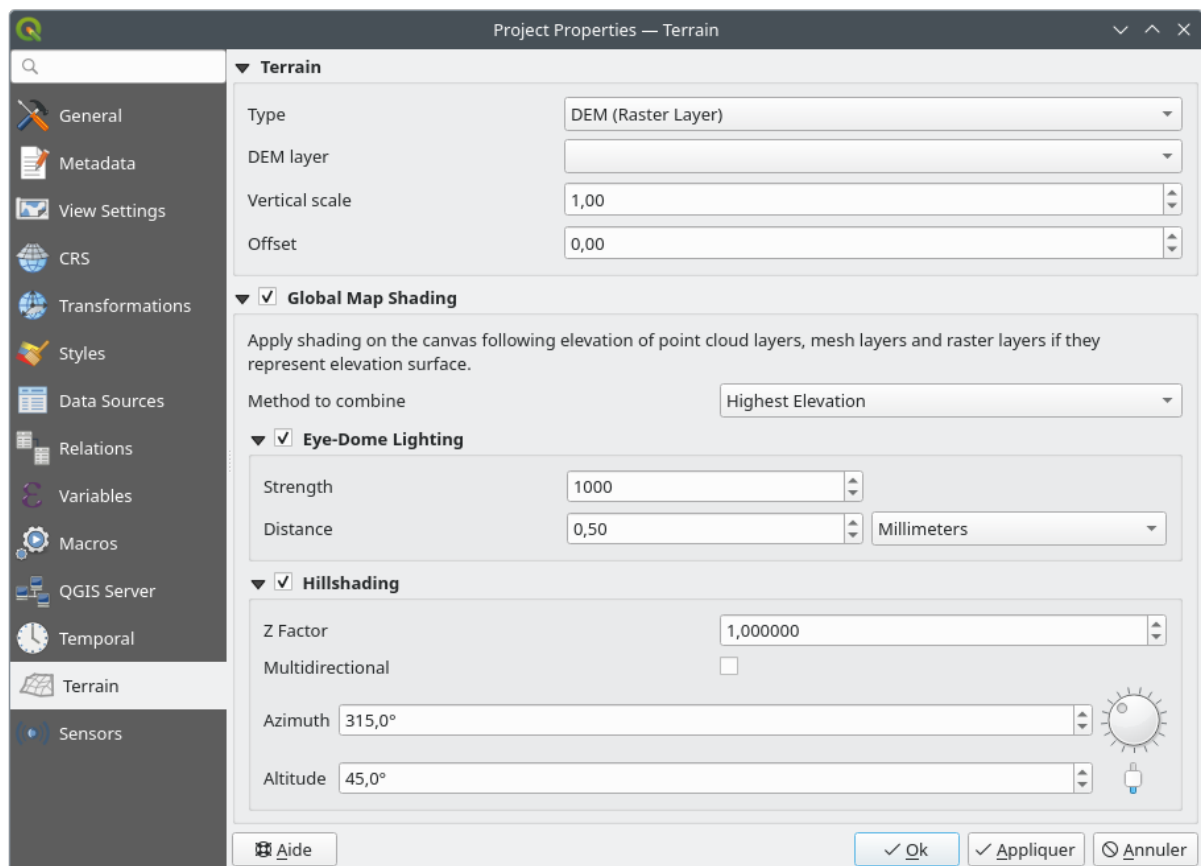 Project Properties — Terrain
General
Metadata
View Settings
CRS
Transformations
Styles
Data Sources
Relations
Variables
Macros
QGIS Server
Temporal
Terrain
Sensors
Terrain
Type DEM (Raster Layer)
DEM layer
Vertical scale 1,00
Offset 0,00
Global Map Shading
Apply shading on the canvas following elevation of point cloud layers, mesh layers and raster layers if they
represent elevation surface.
Method to combine Highest Elevation
Eye-Dome Lighting
Strength 1000
Distance 0,50 Millimeters
Hillshading
Z Factor 1,000000
Multidirectional
Azimuth 315,0°
Altitude 45,0°
Aide Ok Appliquer Annuler